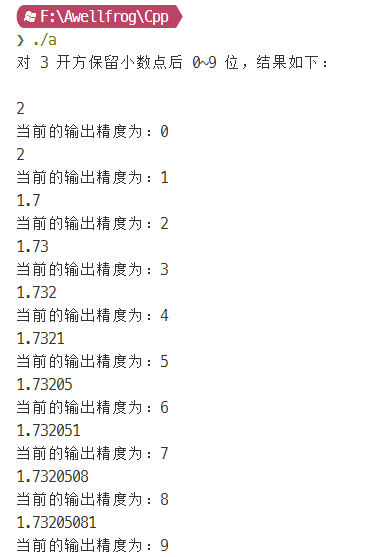 F:\Awellfrog\Cpp
❯ ./a
对 3 开方保留小数点后 0~9 位，结果如下：
2
当前的输出精度为：0
2
当前的输出精度为：1
1.7
当前的输出精度为：2
1.73
当前的输出精度为：3
1.732
当前的输出精度为：4
1.7321
当前的输出精度为：5
1.73205
当前的输出精度为：6
1.732051
当前的输出精度为：7
1.7320508
当前的输出精度为：8
1.73205081
当前的输出精度为：9